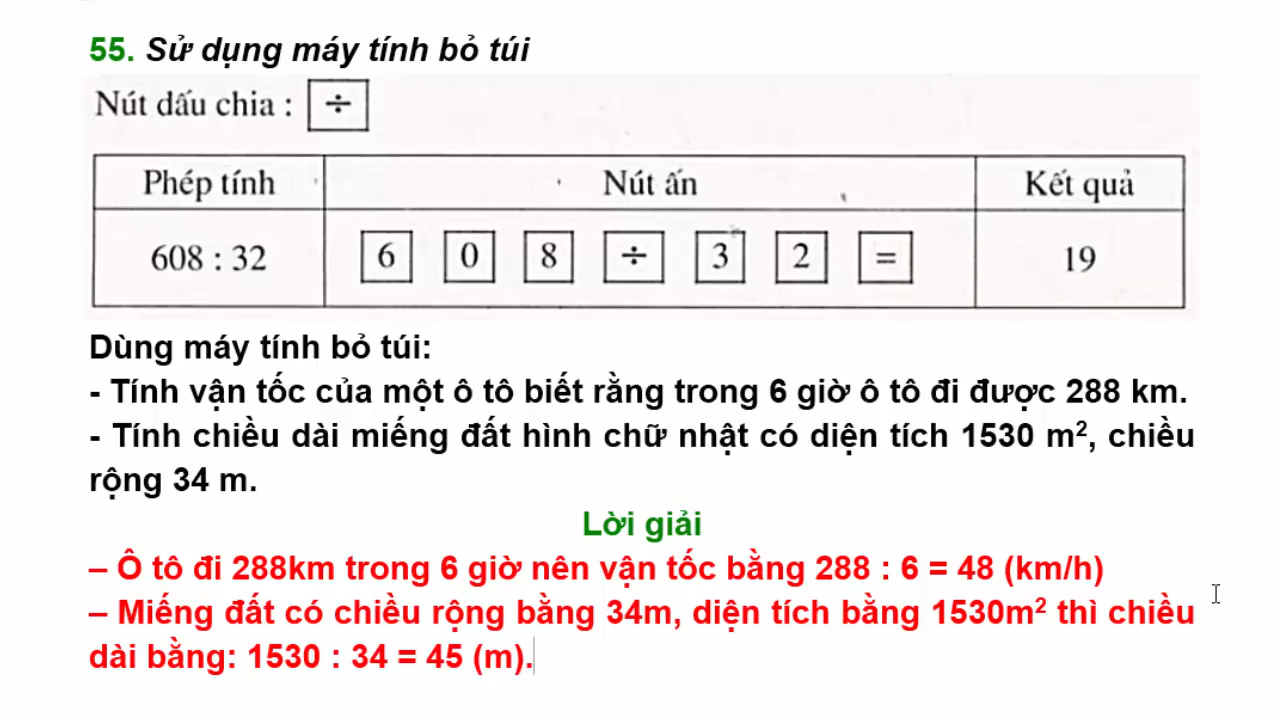 55. Sử dụng máy tính bỏ túi
Nút dấu chia : ÷
Phép tính Nút ấn Kết quả
608 : 32 6 0 8 ÷ 3 2 = 19
Dùng máy tính bỏ túi:
- Tính vận tốc của một ô tô biết rằng trong 6 giờ ô tô đi được 288 km.
- Tính chiều dài miếng đất hình chữ nhật có diện tích 1530 m², chiều
rộng 34 m.
Lời giải
– Ô tô đi 288km trong 6 giờ nên vận tốc bằng 288 : 6 = 48 (km/h)
– Miếng đất có chiều rộng bằng 34m, diện tích bằng 1530m² thì chiều
dài bằng: 1530 : 34 = 45 (m).